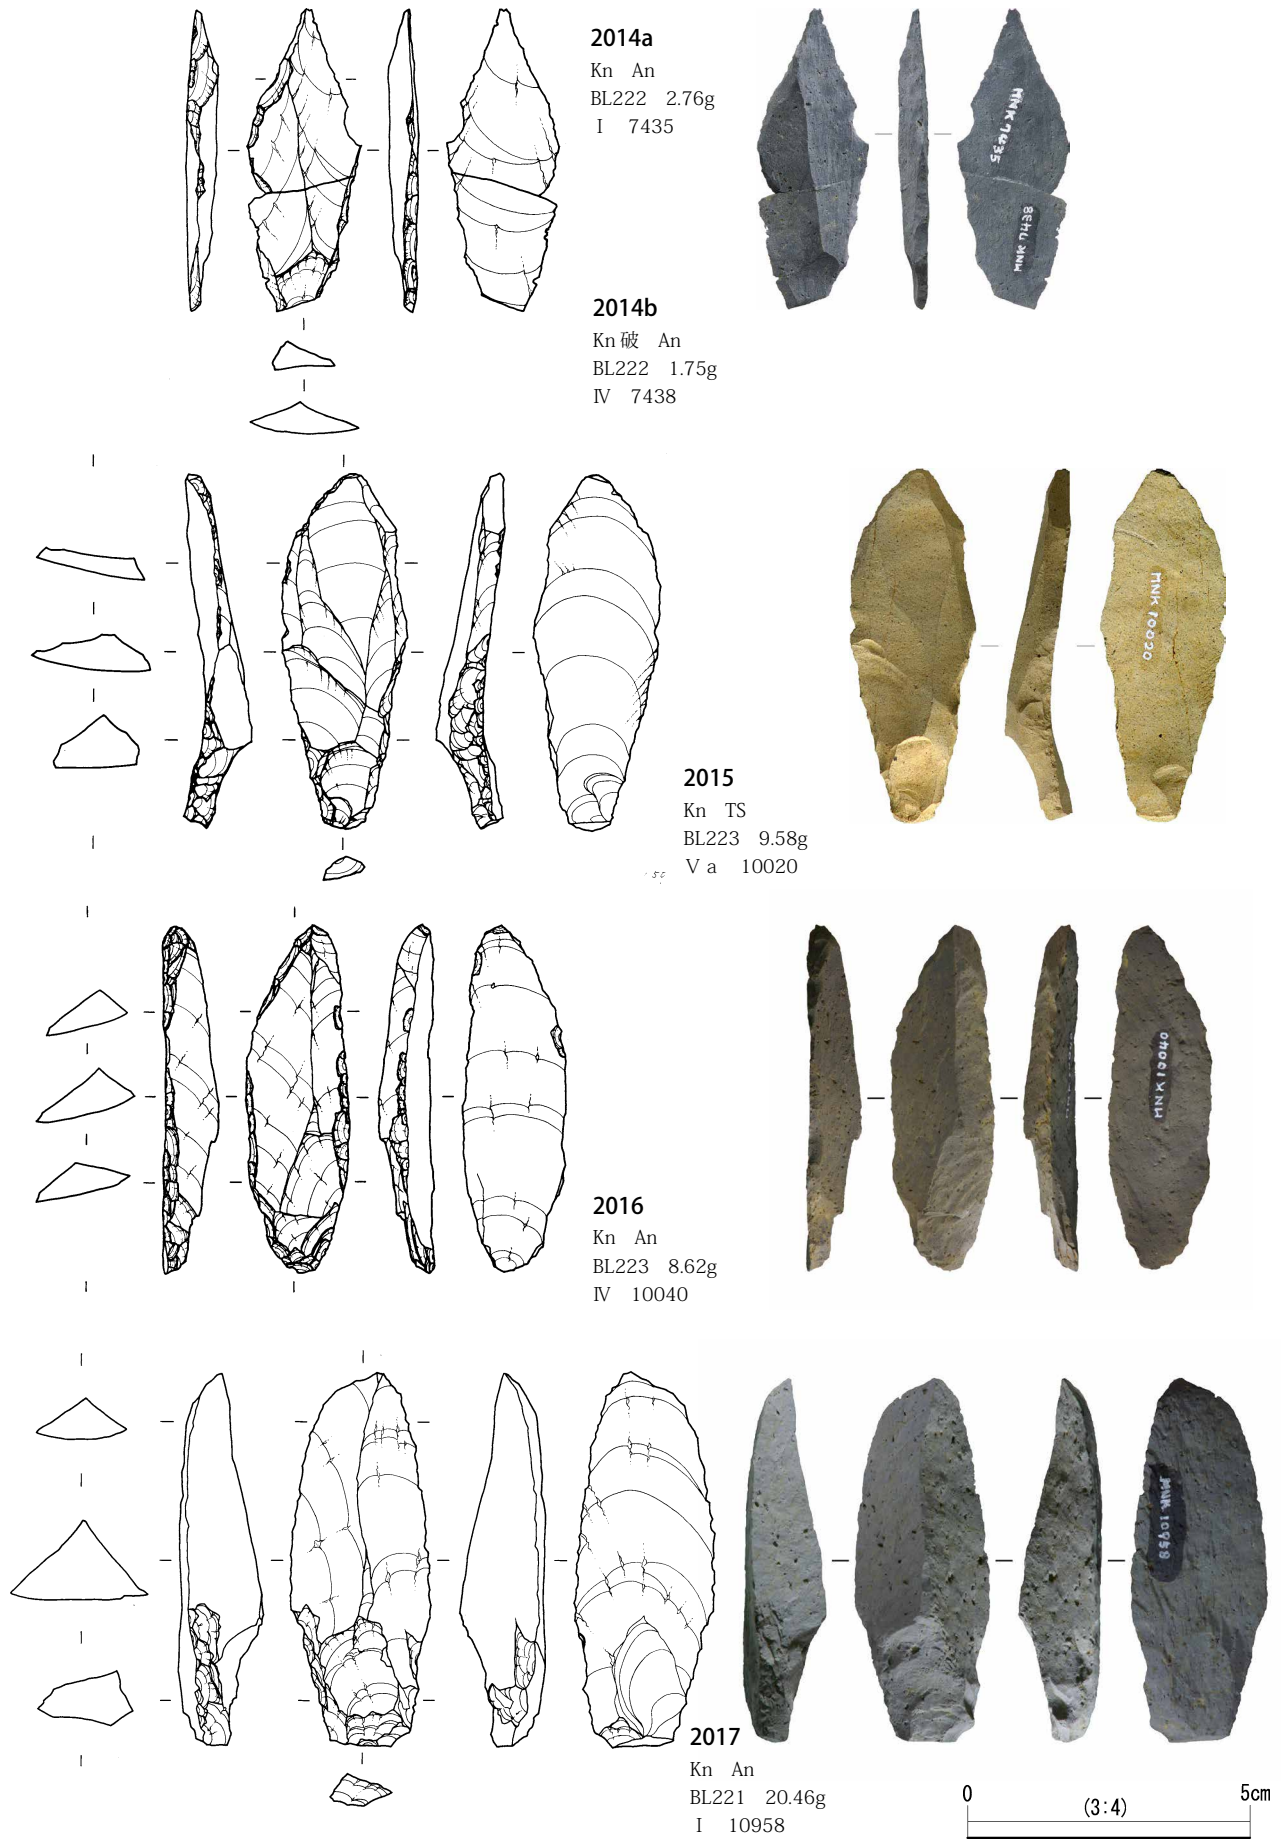 2014a
Kn An
BL222 2.76g
Ⅰ 7435
MNK7435
MNK7438
2014b
Kn破 An
BL222 1.75g
Ⅳ 7438
2015
Kn TS
BL223 9.58g
Ⅴa 10020
MNK10020
2016
Kn An
BL223 8.62g
Ⅳ 10040
MNK10040
2017
Kn An
BL221 20.46g
Ⅰ 10958
MNK10958
0 5cm
(3:4)